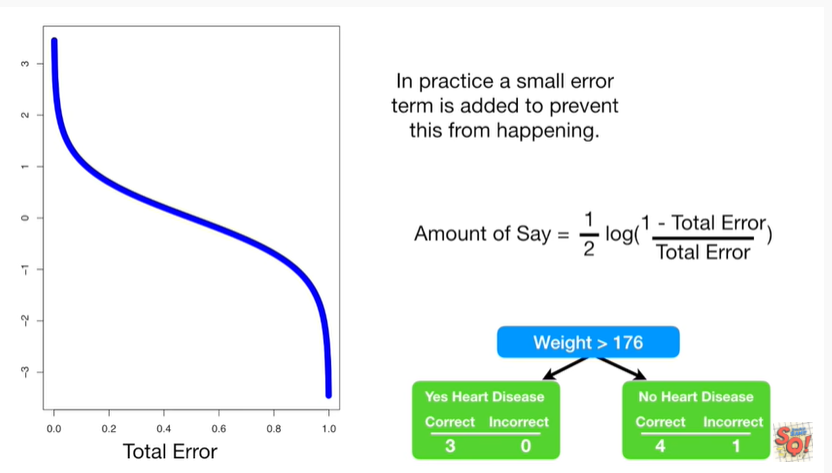 3
2
1
0
-1
-2
-3
0.0 0.2 0.4 0.6 0.8 1.0
Total Error
In practice a small error
term is added to prevent
this from happening.
Amount of Say = 1/2 log(1 - Total Error / Total Error)
Weight > 176
Yes Heart Disease
Correct Incorrect
3 0
No Heart Disease
Correct Incorrect
4 1
SQ!